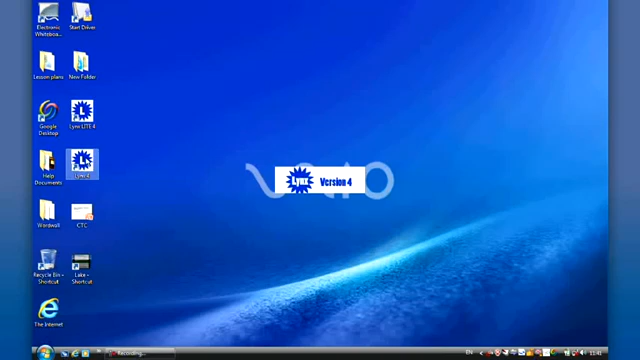 Electronic
Whiteboa...
Start Driver
Lesson plans
New Folder
Google
Desktop
Lynx LITE 4
Help
Documents
Lynx 4
Wordwall
CTC
Recycle Bin -
Shortcut
Lake -
Shortcut
The Internet
VAIO
Lynx
Version 4
Recording...
EN
11:41